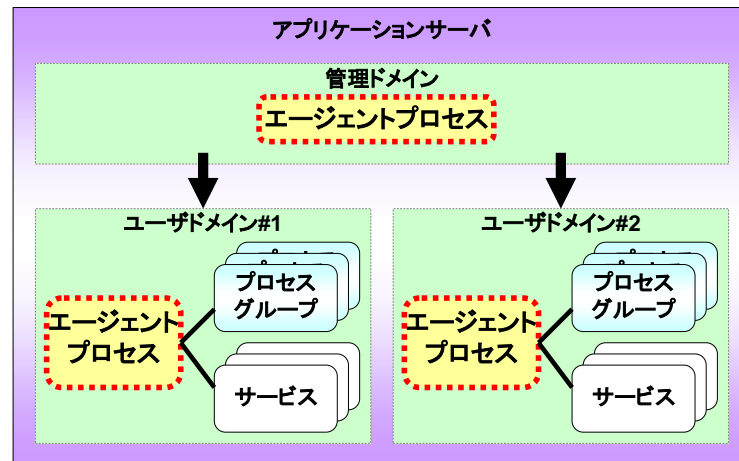 アプリケーションサーバ
管理ドメイン
エージェントプロセス
ユーザドメイン#1
エージェント
プロセス
プロセス
グループ
サービス
ユーザドメイン#2
エージェント
プロセス
プロセス
グループ
サービス